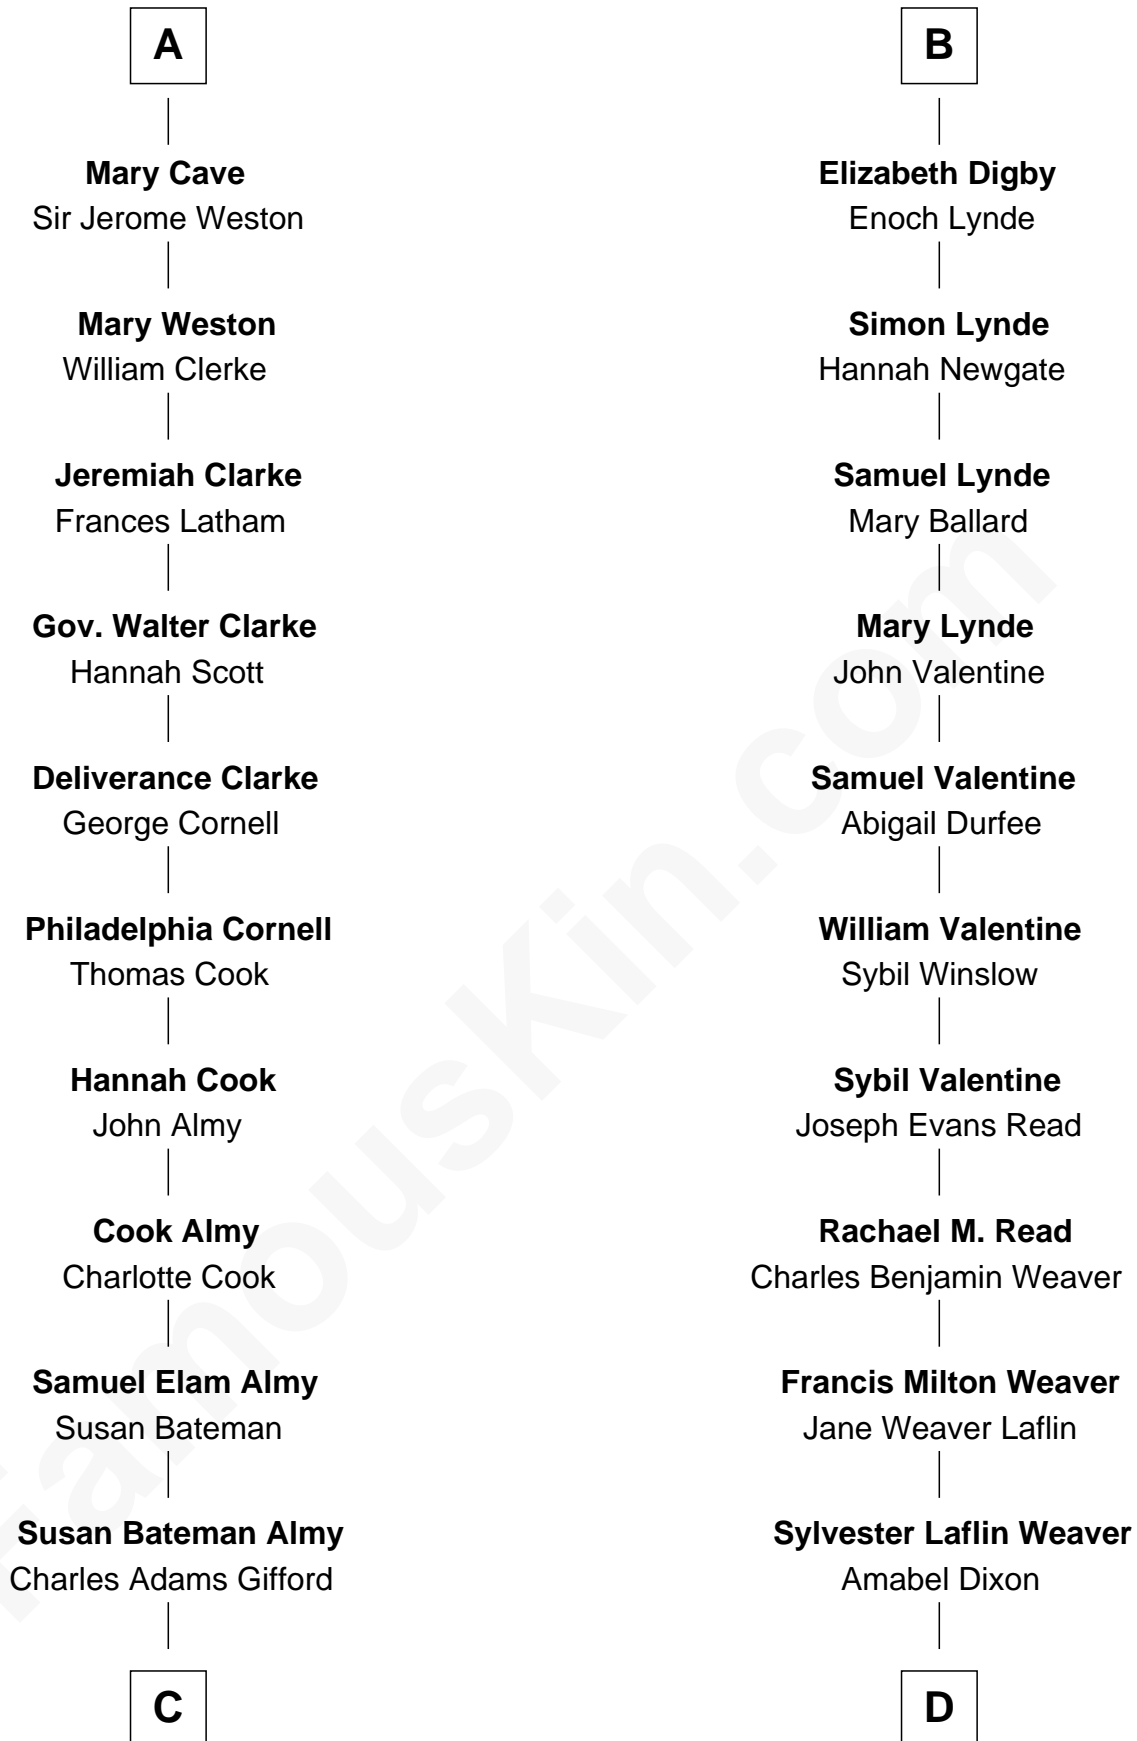 A
Mary Cave
Sir Jerome Weston
Mary Weston
William Clerke
Jeremiah Clarke
Frances Latham
Gov. Walter Clarke
Hannah Scott
Deliverance Clarke
George Cornell
Philadelphia Cornell
Thomas Cook
Hannah Cook
John Almy
Cook Almy
Charlotte Cook
Samuel Elam Almy
Susan Bateman
Susan Bateman Almy
Charles Adams Gifford
C
B
Elizabeth Digby
Enoch Lynde
Simon Lynde
Hannah Newgate
Samuel Lynde
Mary Ballard
Mary Lynde
John Valentine
Samuel Valentine
Abigail Durfee
William Valentine
Sybil Winslow
Sybil Valentine
Joseph Evans Read
Rachael M. Read
Charles Benjamin Weaver
Francis Milton Weaver
Jane Weaver Laflin
Sylvester Laflin Weaver
Amabel Dixon
D
FamousKin.com